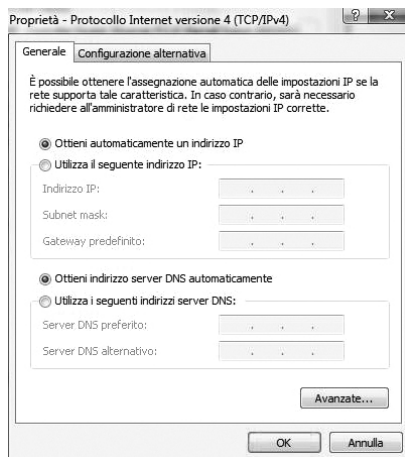 Proprietà - Protocollo Internet versione 4 (TCP/IPv4)
Generale
Configurazione alternativa
È possibile ottenere l'assegnazione automatica delle impostazioni IP se la
rete supporta tale caratteristica. In caso contrario, sarà necessario
richiedere all'amministratore di rete le impostazioni IP corrette.
Ottieni automaticamente un indirizzo IP
Utilizza il seguente indirizzo IP:
Indirizzo IP:
Subnet mask:
Gateway predefinito:
Ottieni indirizzo server DNS automaticamente
Utilizza i seguenti indirizzi server DNS:
Server DNS preferito:
Server DNS alternativo:
Avanzate...
OK
Annulla